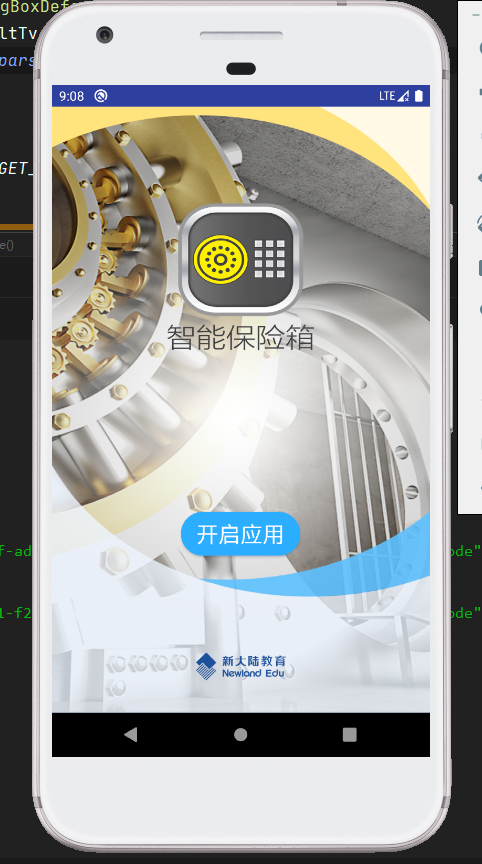 gBoxDef
ltTv
pars
9:08
LTE
GET_
e()
智能保险箱
开启应用
f-ad
ode"
l-f2
ode"
新大陆教育
Newland Edu